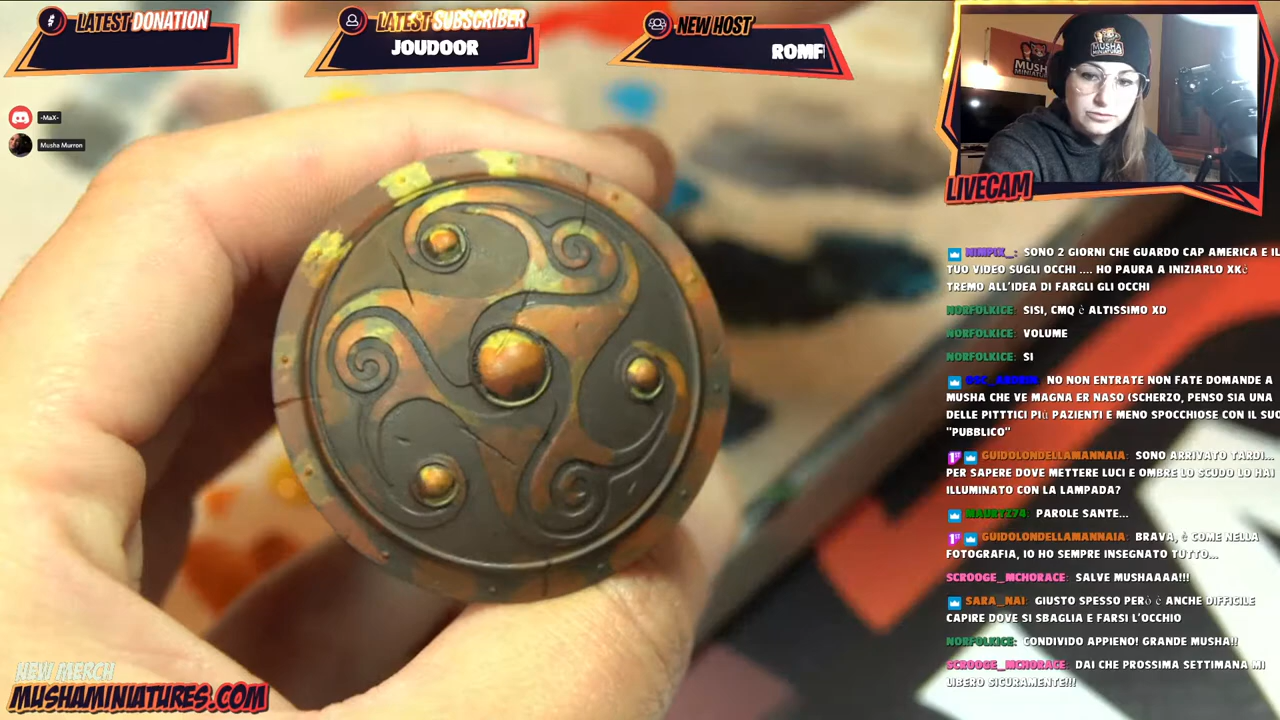 LATEST DONATION
LATEST SUBSCRIBER
JOUDOOR
NEW HOST
ROMF
-MaX-
Musha Murron
MUSHA
MINIATURES
MUSHA
LIVECAM
NIMPIX_: SONO 2 GIORNI CHE GUARDO CAP AMERICA E IL
TUO VIDEO SUGLI OCCHI .... HO PAURA A INIZIARLO XKè
TREMO ALL'IDEA DI FARGLI GLI OCCHI
NORFOLKICE: SISI, CMQ è ALTISSIMO XD
NORFOLKICE: VOLUME
NORFOLKICE: SI
NO NON ENTRATE NON FATE DOMANDE A
MUSHA CHE VE MAGNA ER NASO (SCHERZO, PENSO SIA UNA
DELLE PITTTICI PIù PAZIENTI E MENO SPOCCHIOSE CON IL SUO
"PUBBLICO"
GUIDOLONDELLAMANNAIA: SONO ARRIVATO TARDI...
PER SAPERE DOVE METTERE LUCI E OMBRE LO SCUDO LO HAI
ILLUMINATO CON LA LAMPADA?
MAURYZ74: PAROLE SANTE...
GUIDOLONDELLAMANNAIA: BRAVA, è COME NELLA
FOTOGRAFIA, IO HO SEMPRE INSEGNATO TUTTO...
SCROOGE_MCHORACE: SALVE MUSHAAAA!!!
SARA_NAI: GIUSTO SPESSO PERò è ANCHE DIFFICILE
CAPIRE DOVE SI SBAGLIA E FARSI L'OCCHIO
NORFOLKICE: CONDIVIDO APPIENO! GRANDE MUSHA!!
SCROOGE_MCHORACE: DAI CHE PROSSIMA SETTIMANA MI
LIBERO SICURAMENTE!!!
NEW MERCH
MUSHAMINIATURES.COM